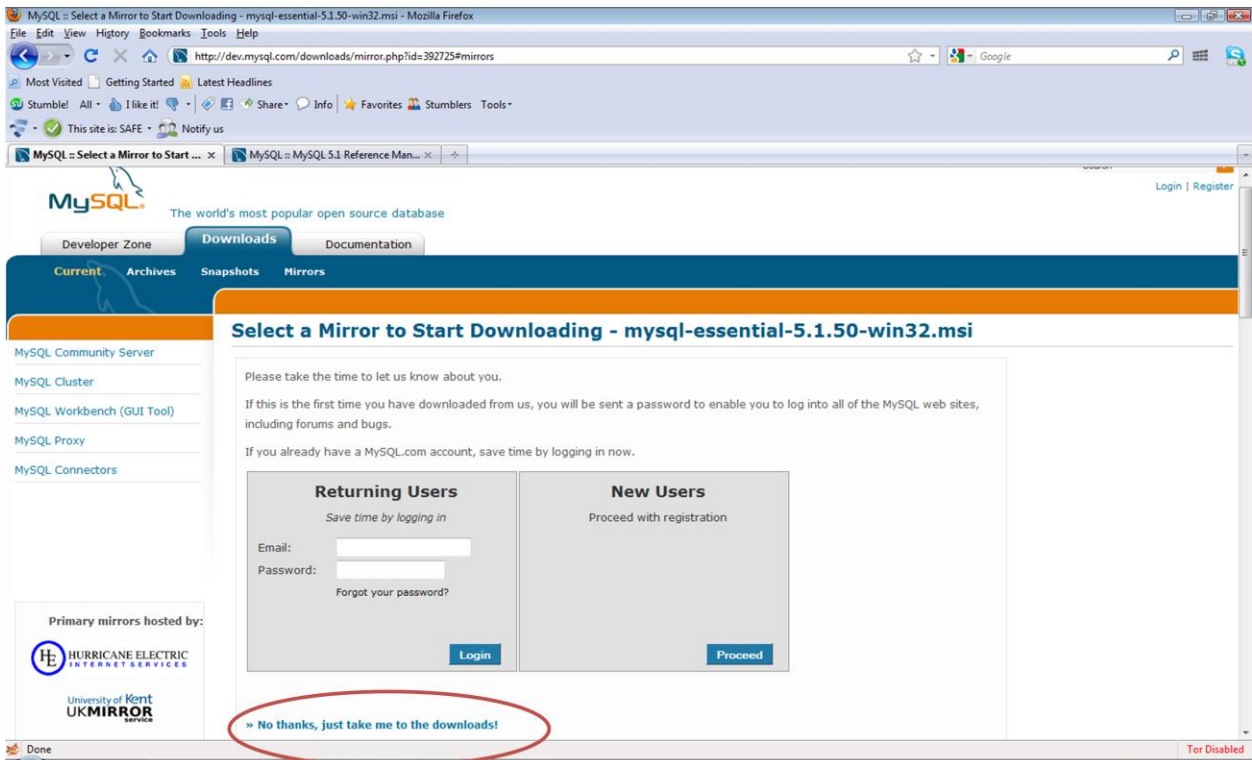 MySQL :: Select a Mirror to Start Downloading - mysql-essential-5.1.50-win32.msi - Mozilla Firefox
File Edit View History Bookmarks Tools Help
http://dev.mysql.com/downloads/mirror.php?id=392725#mirrors
Google
Most Visited Getting Started Latest Headlines
Stumble! All I like it! Share Info Favorites Stumblers Tools
This site is: SAFE Notify us
MySQL :: Select a Mirror to Start ... MySQL :: MySQL 5.1 Reference Man...
MySQL. The world's most popular open source database
Login | Register
Developer Zone Downloads Documentation
Current Archives Snapshots Mirrors
Select a Mirror to Start Downloading - mysql-essential-5.1.50-win32.msi
MySQL Community Server
MySQL Cluster
MySQL Workbench (GUI Tool)
MySQL Proxy
MySQL Connectors
Please take the time to let us know about you.
If this is the first time you have downloaded from us, you will be sent a password to enable you to log into all of the MySQL web sites,
including forums and bugs.
If you already have a MySQL.com account, save time by logging in now.
Returning Users
Save time by logging in
Email:
Password:
Forgot your password?
Login
New Users
Proceed with registration
Proceed
Primary mirrors hosted by:
HE HURRICANE ELECTRIC
INTERNET SERVICES
University of Kent
UKMIRROR
service
» No thanks, just take me to the downloads!
Done
Tor Disabled